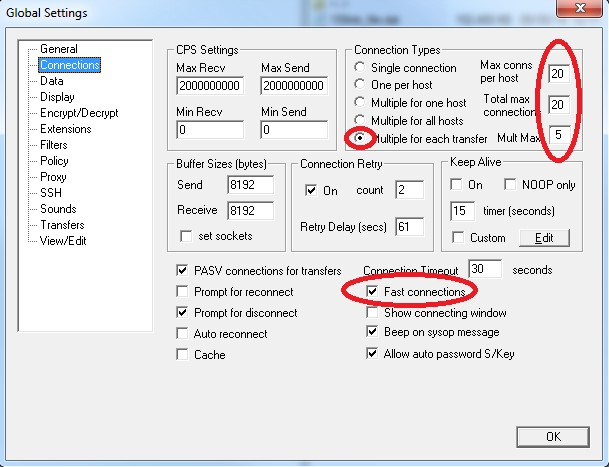 Global Settings
General
Connections
Data
Display
Encrypt/Decrypt
Extensions
Filters
Policy
Proxy
SSH
Sounds
Transfers
View/Edit
CPS Settings
Max Recv Max Send
2000000000 2000000000
Min Recv Min Send
0 0
Connection Types
Single connection
One per host
Multiple for one host
Multiple for all hosts
Multiple for each transfer
Max conns per host 20
Total max connections 20
Mult Max 5
Buffer Sizes (bytes)
Send 8192
Receive 8192
set sockets
Connection Retry
On count 2
Retry Delay (secs) 61
Keep Alive
On NOOP only
15 timer (seconds)
Custom Edit
PASV connections for transfers
Prompt for reconnect
Prompt for disconnect
Auto reconnect
Cache
Connection Timeout 30 seconds
Fast connections
Show connecting window
Beep on sysop message
Allow auto password S/Key
OK